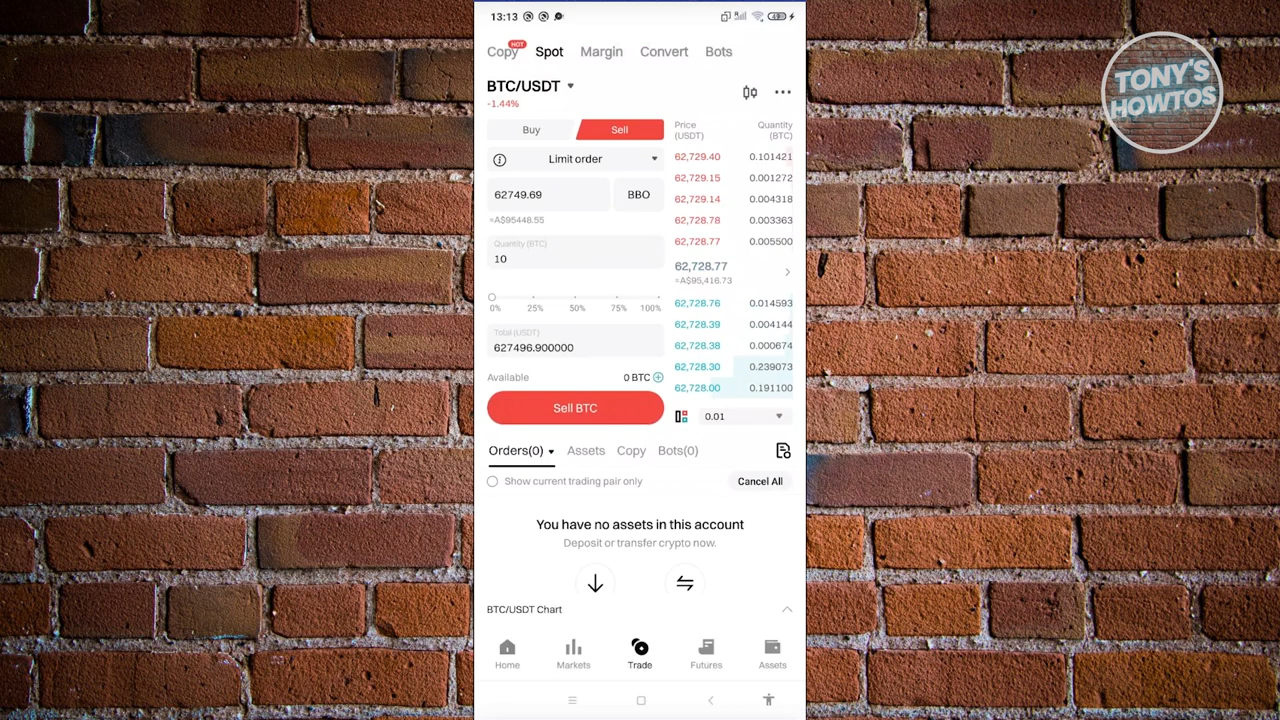 13:13
49
Copy HOT Spot Margin Convert Bots
BTC/USDT
-1.44%
Buy Sell
Limit order
62749.69 BBO
≈A$95448.55
Quantity (BTC)
10
0% 25% 50% 75% 100%
Total (USDT)
627496.900000
Available 0 BTC
Sell BTC
Price (USDT) Quantity (BTC)
62,729.40 0.101421
62,729.15 0.001272
62,729.14 0.004318
62,728.78 0.003363
62,728.77 0.005500
62,728.77
≈A$95,416.73
62,728.76 0.014593
62,728.39 0.004144
62,728.38 0.000674
62,728.30 0.239073
62,728.00 0.191100
0.01
Orders(0) Assets Copy Bots(0)
Show current trading pair only Cancel All
You have no assets in this account
Deposit or transfer crypto now.
BTC/USDT Chart
Home Markets Trade Futures Assets
TONY'S
HOWTOS